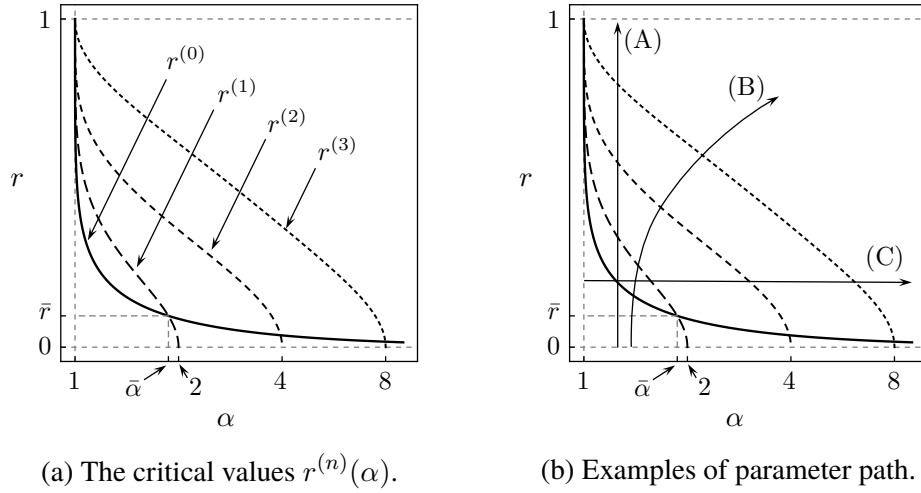 1
r
r̄
0
r^{(0)}
r^{(1)}
r^{(2)}
r^{(3)}
1
ᾱ
2
4
8
α
(a) The critical values r^{(n)}(α).
1
r
r̄
0
(A)
(B)
(C)
1
ᾱ
2
4
8
α
(b) Examples of parameter path.